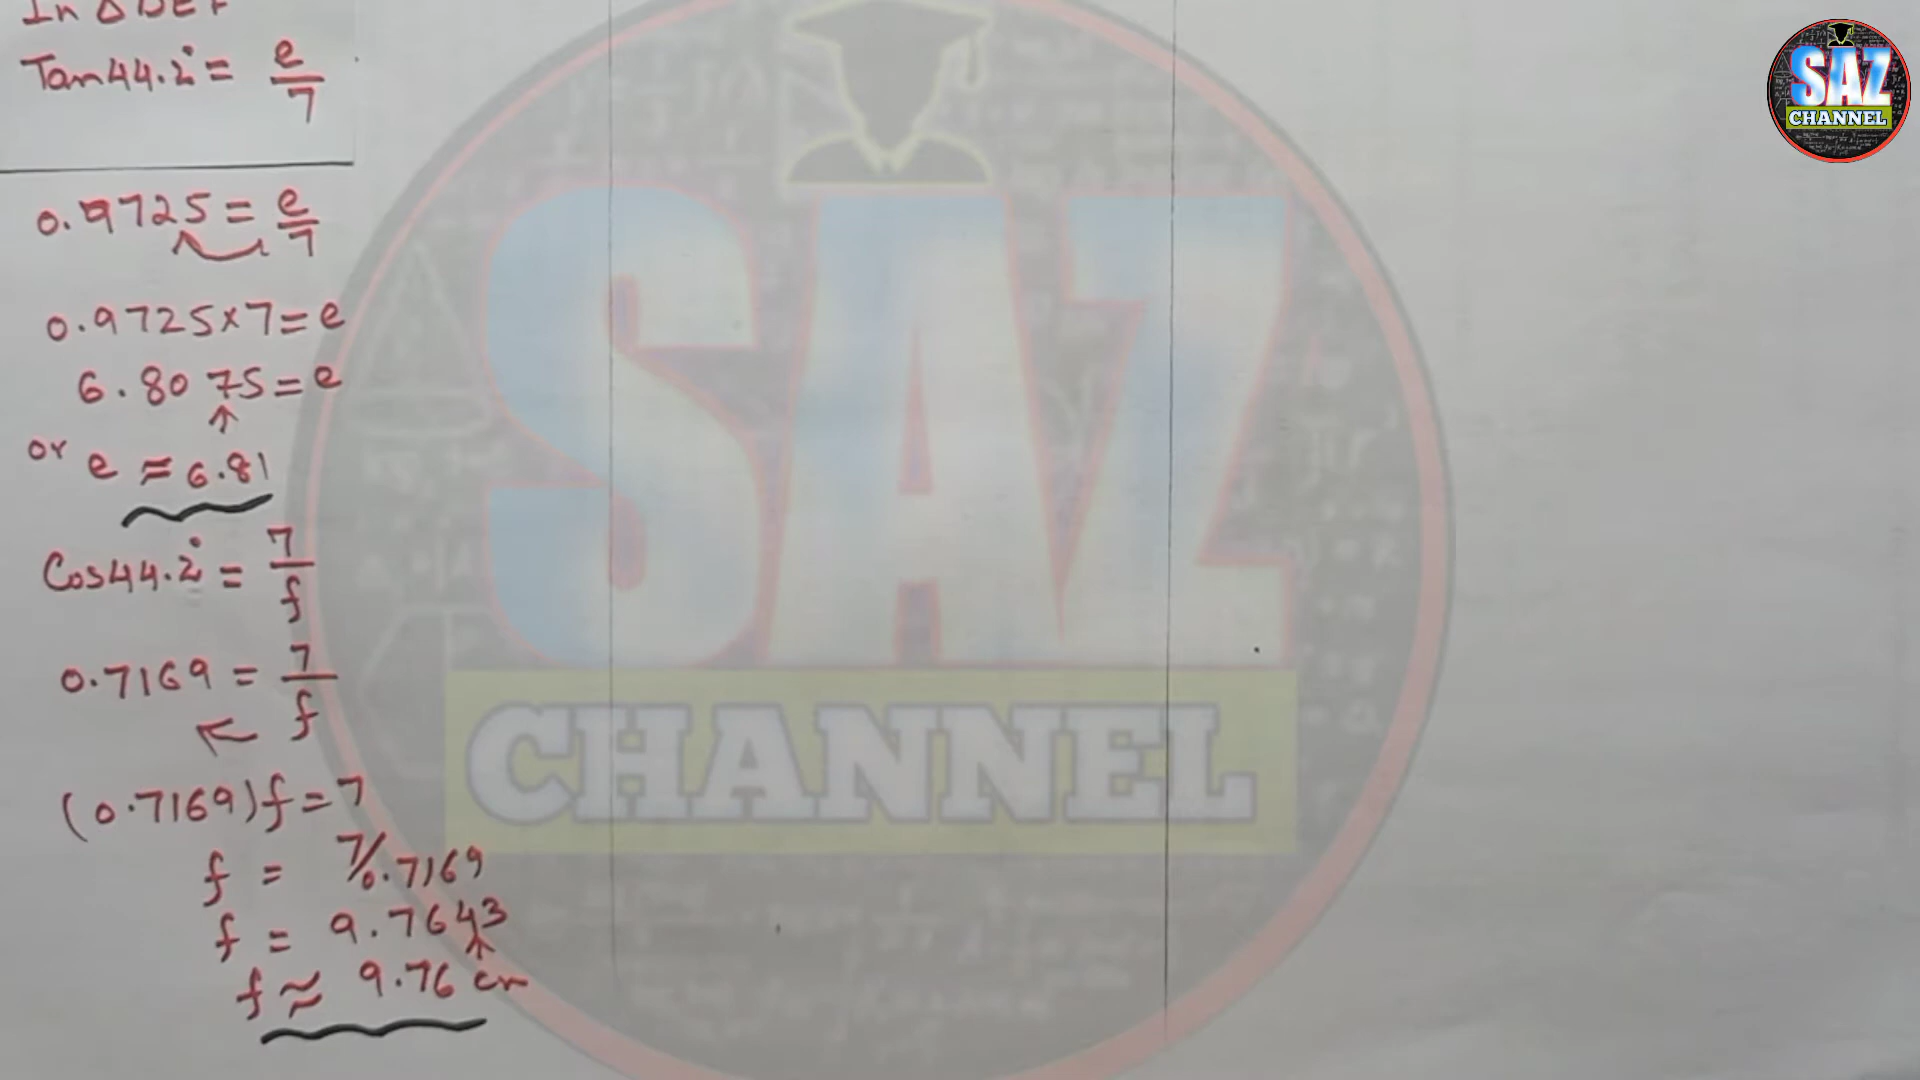 In Δ DEF
Tan44.2° = e/7
0.9725 = e/7
0.9725×7=e
6.8075=e
or e ≈ 6.81
Cos44.2° = 7/f
0.7169 = 7/f
(0.7169)f=7
f = 7/0.7169
f = 9.7643
f ≈ 9.76 cm
SAZ
CHANNEL
SAZ
CHANNEL